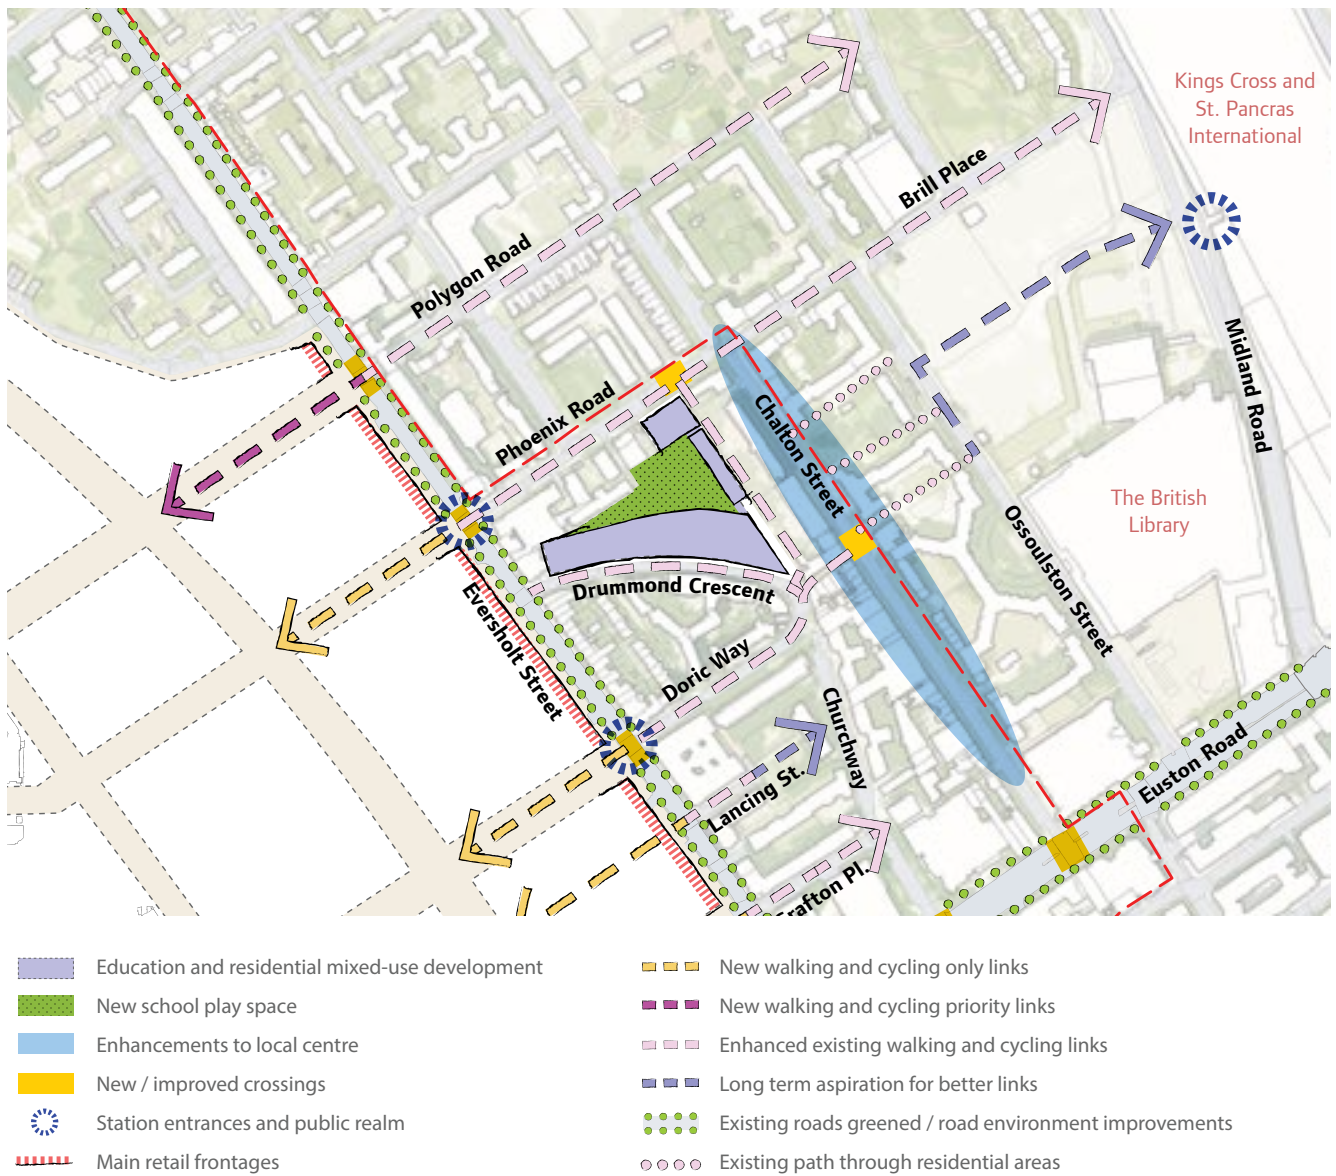 Kings Cross and
St. Pancras
International
Brill Place
Polygon Road
Midland Road
Phoenix Road
Chalton Street
The British
Library
Ossoulston Street
Drummond Crescent
Eversholt Street
Doric Way
Churchway
Lancing St.
Euston Road
rafton Pl.
Education and residential mixed-use development
New school play space
Enhancements to local centre
New / improved crossings
Station entrances and public realm
Main retail frontages
New walking and cycling only links
New walking and cycling priority links
Enhanced existing walking and cycling links
Long term aspiration for better links
Existing roads greened / road environment improvements
Existing path through residential areas